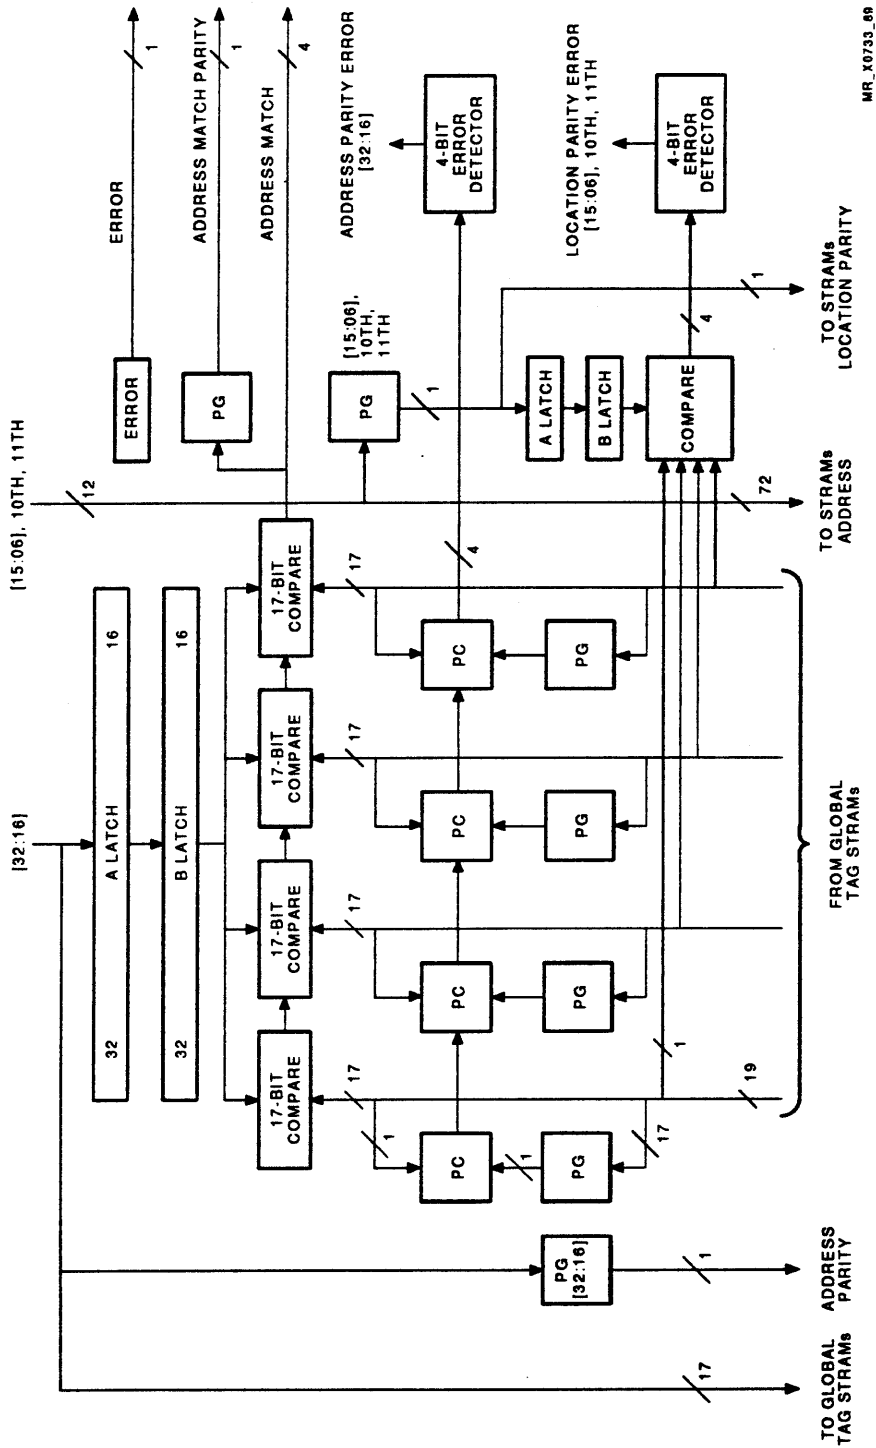 [32:16]
[15:06], 10TH, 11TH
12
32 A LATCH 16
32 B LATCH 16
17-BIT
COMPARE
17-BIT
COMPARE
17-BIT
COMPARE
17-BIT
COMPARE
17
17
17
17
1
PC
PC
PC
PC
1
PG
PG
PG
PG
17
1
19
4
PG
[32:16]
1
17
TO GLOBAL
TAG STRAMs
ADDRESS
PARITY
FROM GLOBAL
TAG STRAMs
TO STRAMs
ADDRESS
72
TO STRAMs
LOCATION PARITY
1
ERROR
ERROR
1
PG
ADDRESS MATCH PARITY
1
ADDRESS MATCH
4
PG
[15:06],
10TH,
11TH
1
ADDRESS PARITY ERROR
[32:16]
4-BIT
ERROR
DETECTOR
A LATCH
B LATCH
COMPARE
4
LOCATION PARITY ERROR
[15:06], 10TH, 11TH
4-BIT
ERROR
DETECTOR
MR_X0733_89